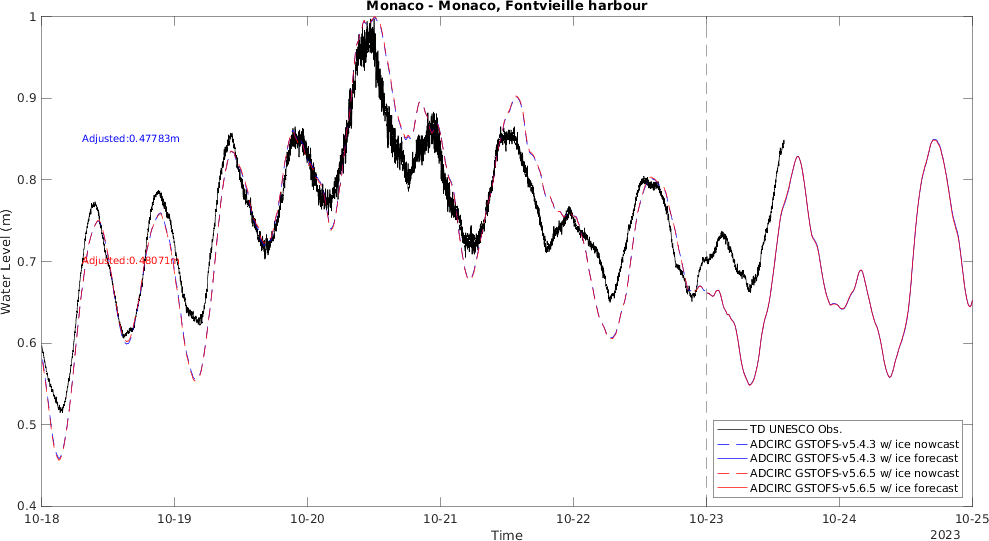 Monaco - Monaco, Fontvieille harbour
1
0.9
0.8
0.7
0.6
0.5
0.4
Water Level (m)
Adjusted:0.47783m
Adjusted:0.48071m
TD UNESCO Obs.
ADCIRC GSTOFS-v5.4.3 w/ ice nowcast
ADCIRC GSTOFS-v5.4.3 w/ ice forecast
ADCIRC GSTOFS-v5.6.5 w/ ice nowcast
ADCIRC GSTOFS-v5.6.5 w/ ice forecast
10-18 10-19 10-20 10-21 10-22 10-23 10-24 10-25
Time
2023